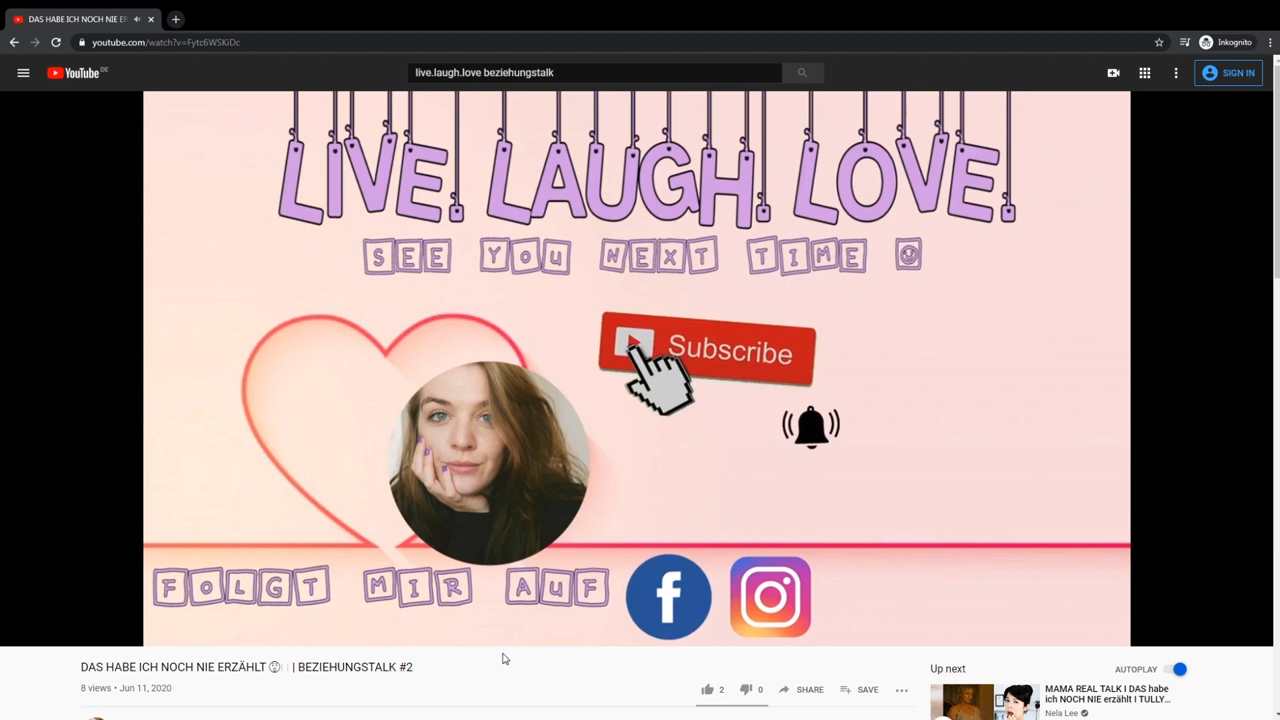 DAS HABE ICH NOCH NIE ER
youtube.com/watch?v=Fytc6WSKiDc
Inkognito
YouTube DE
live.laugh.love beziehungstalk
SIGN IN
LIVE. LAUGH. LOVE.
SEE YOU NEXT TIME
Subscribe
FOLGT MIR AUF
DAS HABE ICH NOCH NIE ERZÄHLT | BEZIEHUNGSTALK #2
8 views • Jun 11, 2020
2
0
SHARE
SAVE
Up next
AUTOPLAY
MAMA REAL TALK I DAS habe
ich NOCH NIE erzählt I TULLY...
Nela Lee